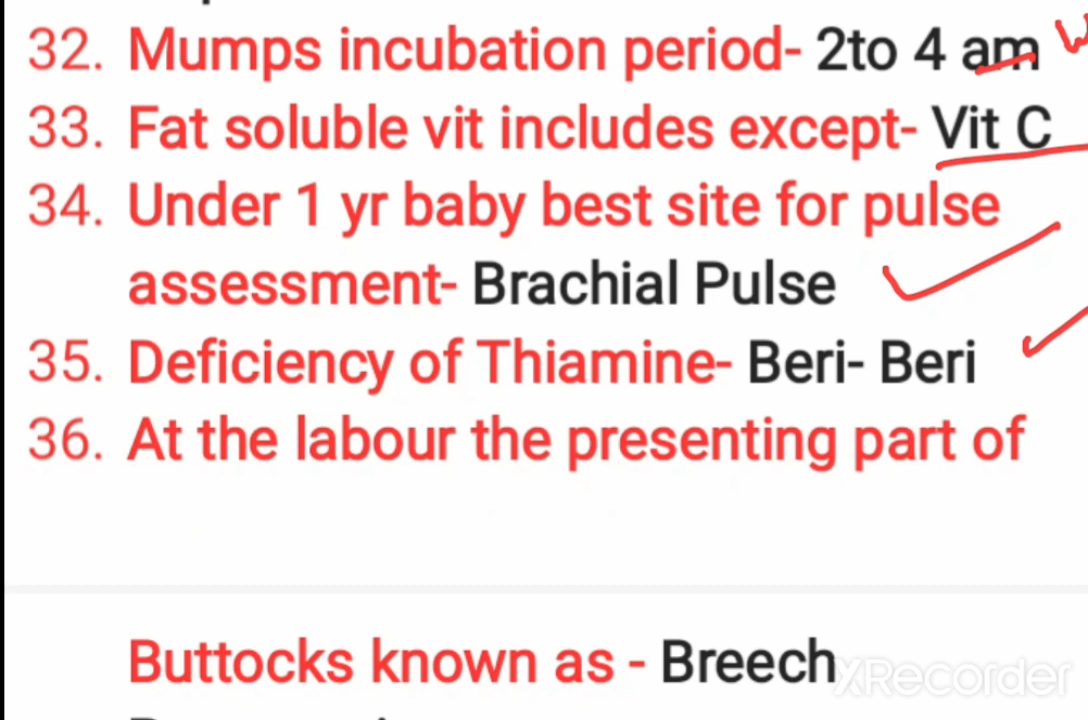 32. Mumps incubation period- 2to 4 am
33. Fat soluble vit includes except- Vit C
34. Under 1 yr baby best site for pulse
assessment- Brachial Pulse
35. Deficiency of Thiamine- Beri- Beri
36. At the labour the presenting part of
Buttocks known as - Breech
XRecorder